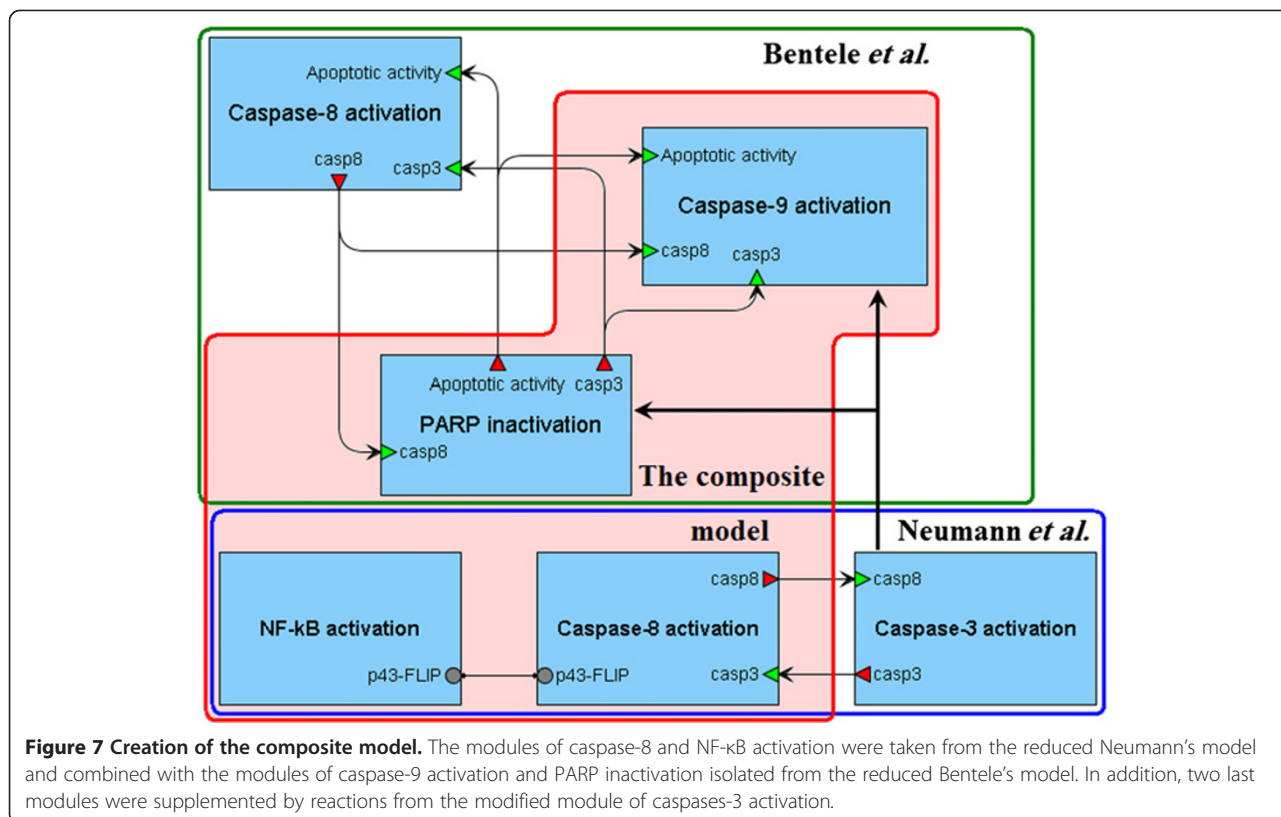 Bentele et al.
Apoptotic activity
Caspase-8 activation
casp8
casp3
Apoptotic activity
Caspase-9 activation
casp8
casp3
Apoptotic activity
casp3
PARP inactivation
casp8
The composite
model
Neumann et al.
NF-kB activation
p43-FLIP
casp8
Caspase-8 activation
p43-FLIP
casp3
casp8
Caspase-3 activation
casp3
Figure 7 Creation of the composite model. The modules of caspase-8 and NF-κB activation were taken from the reduced Neumann's model
and combined with the modules of caspase-9 activation and PARP inactivation isolated from the reduced Bentele's model. In addition, two last
modules were supplemented by reactions from the modified module of caspases-3 activation.